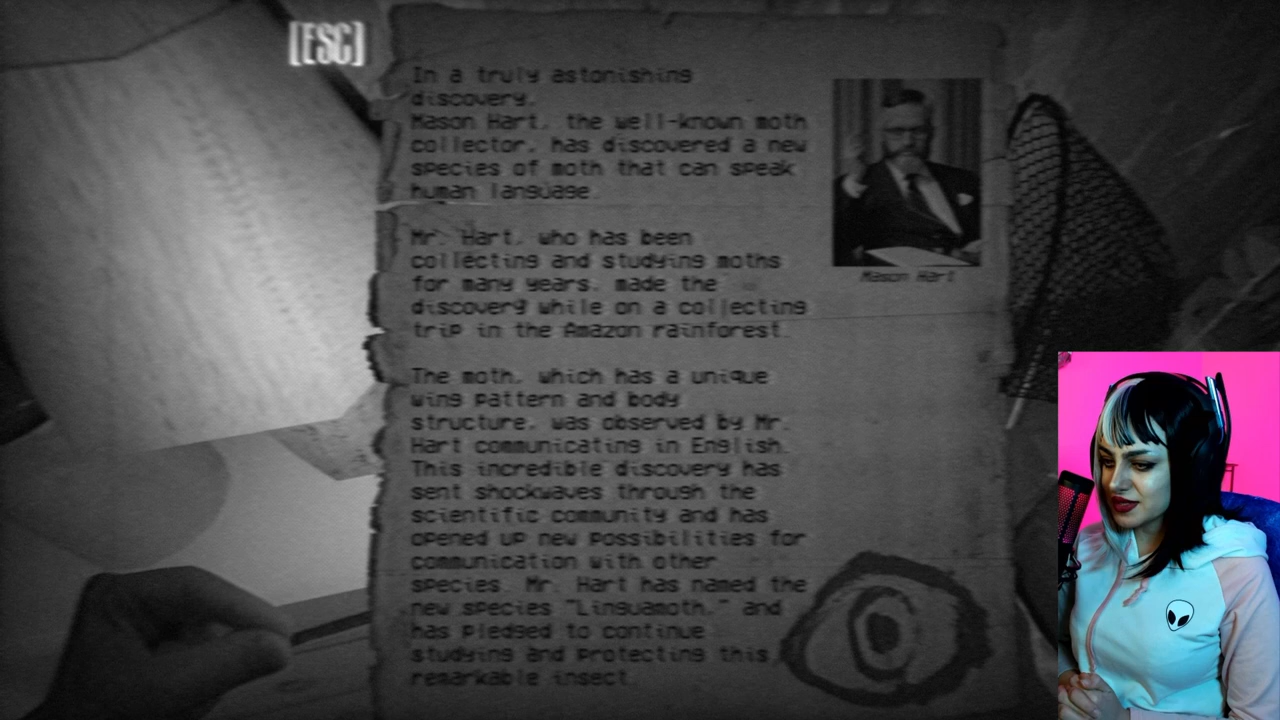 [ESC]
In a truly astonishing
discovery,
Mason Hart, the well-known moth
collector, has discovered a new
species of moth that can speak
human language.
Mr. Hart, who has been
collecting and studying moths
for many years, made the
discovery while on a collecting
trip in the Amazon rainforest.
Mason Hart
The moth, which has a unique
wing pattern and body
structure, was observed by Mr.
Hart communicating in English.
This incredible discovery has
sent shockwaves through the
scientific community and has
opened up new possibilities for
communication with other
species. Mr. Hart has named the
new species "Linguamoth," and
has pledged to continue
studying and protecting this
remarkable insect.